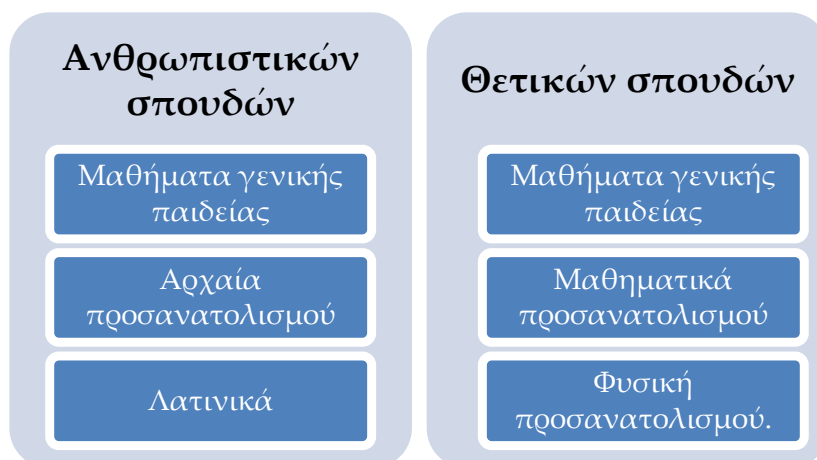 Ανθρωπιστικών
σπουδών
Μαθήματα γενικής
παιδείας
Αρχαία
προσανατολισμού
Λατινικά
Θετικών σπουδών
Μαθήματα γενικής
παιδείας
Μαθηματικά
προσανατολισμού
Φυσική
προσανατολισμού.